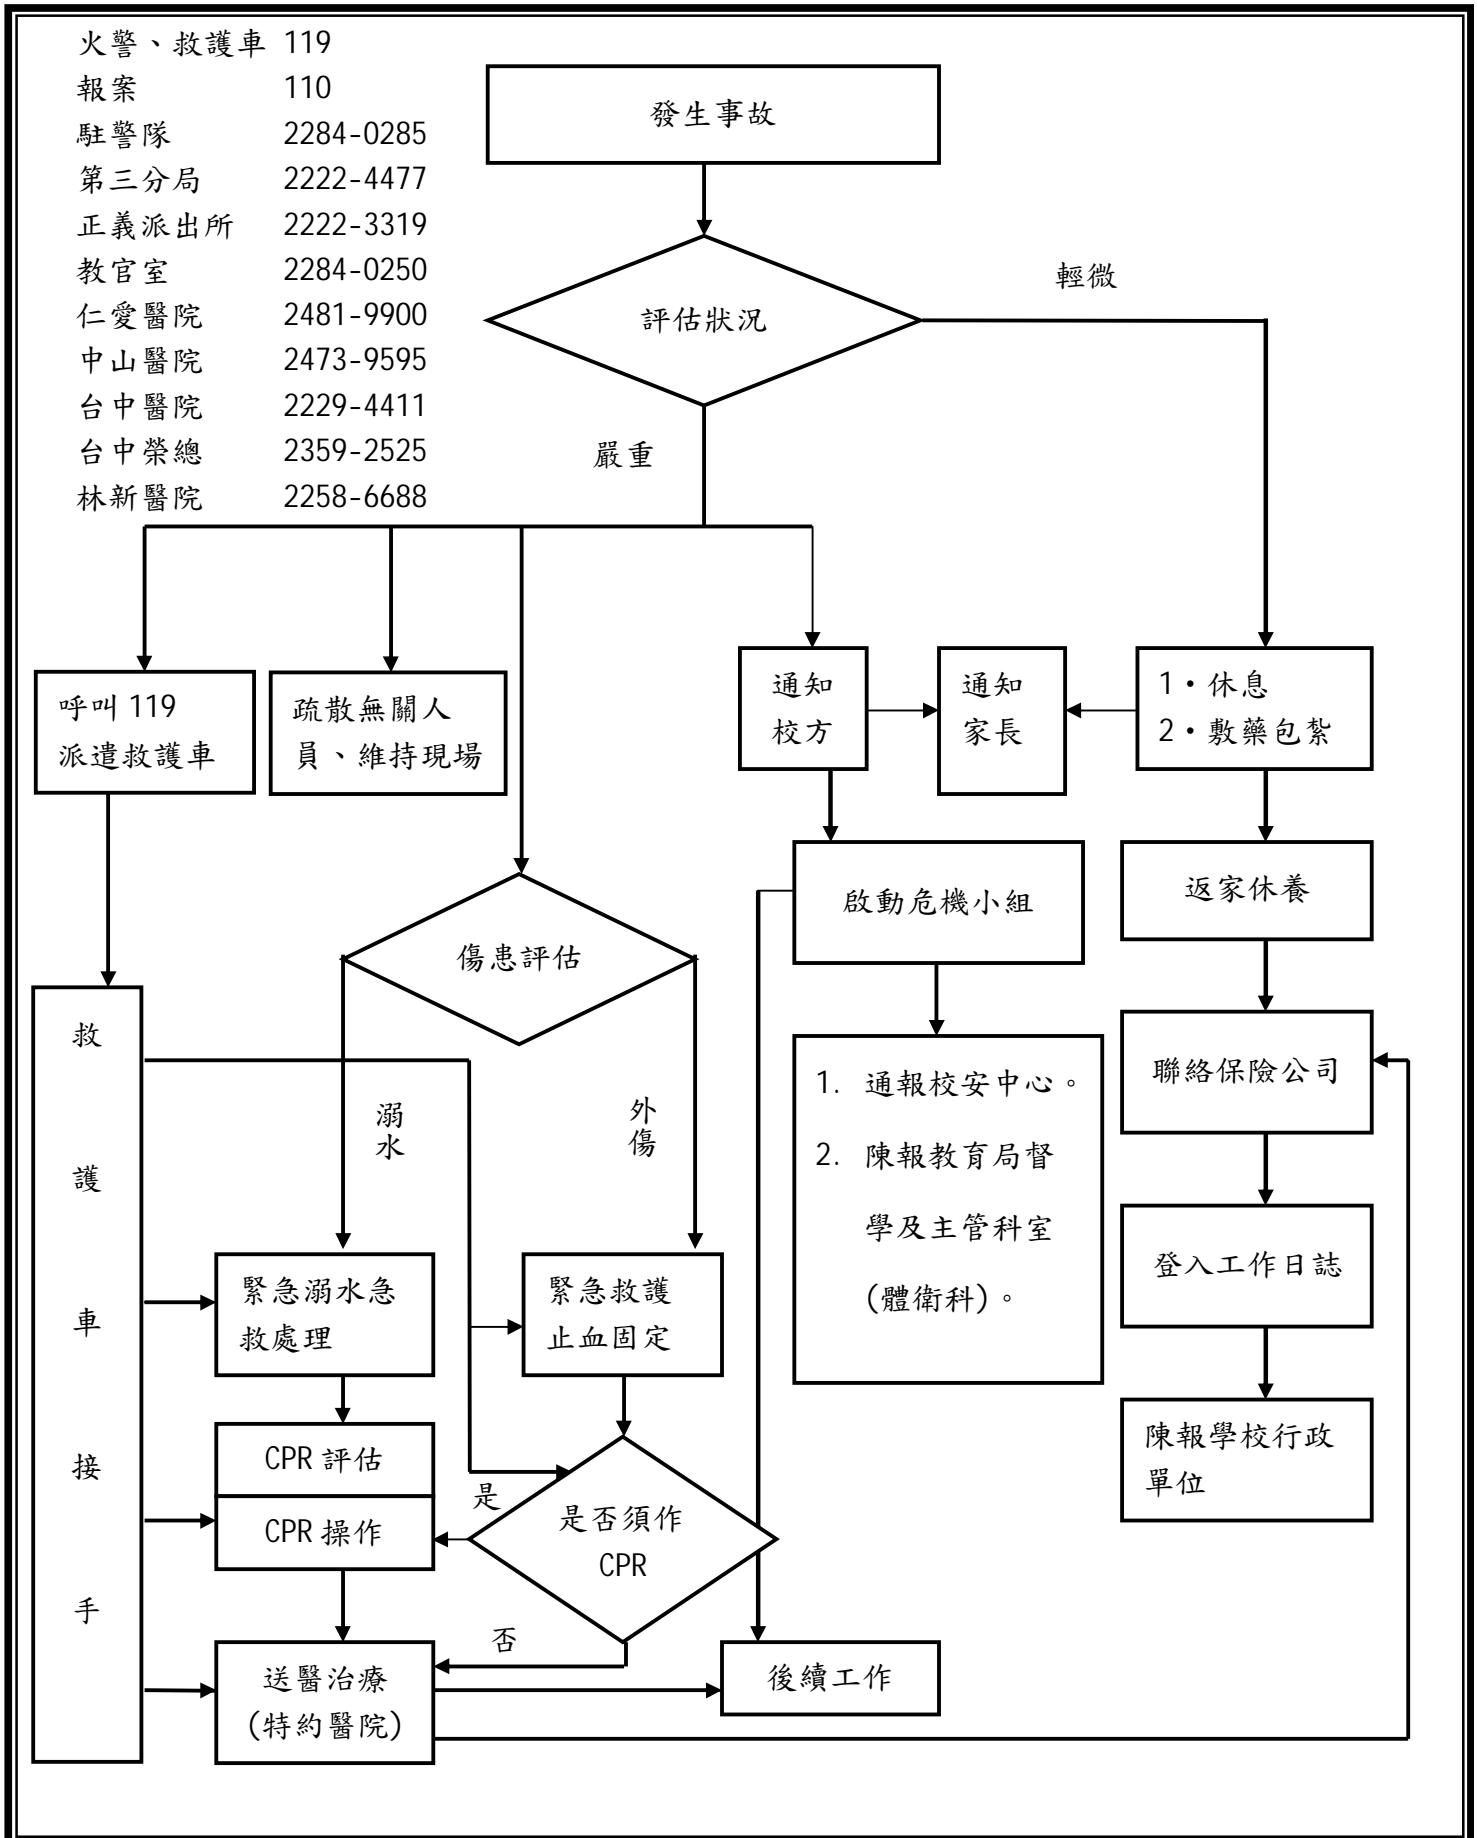 火警、救護車 119
報案 110
駐警隊 2284-0285
第三分局 2222-4477
正義派出所 2222-3319
教官室 2284-0250
仁愛醫院 2481-9900
中山醫院 2473-9595
台中醫院 2229-4411
台中榮總 2359-2525
林新醫院 2258-6688
發生事故
評估狀況
輕微
嚴重
呼叫 119
派遣救護車
疏散無關人
員、維持現場
通知
校方
通知
家長
1‧休息
2‧敷藥包紮
啟動危機小組
返家休養
傷患評估
溺
水
外
傷
1. 通報校安中心。
2. 陳報教育局督
學及主管科室
(體衛科)。
聯絡保險公司
登入工作日誌
陳報學校行政
單位
救
護
車
接
手
緊急溺水急
救處理
緊急救護
止血固定
CPR 評估
CPR 操作
是
是否須作
CPR
否
送醫治療
(特約醫院)
後續工作